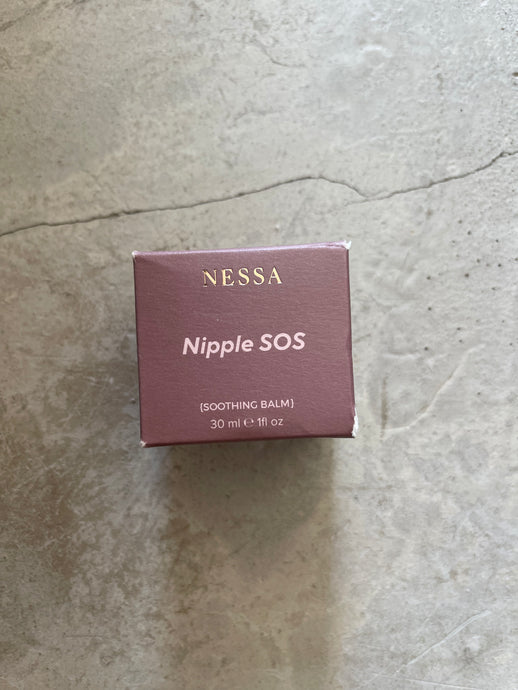 NESSA
Nipple SOS
{SOOTHING BALM}
30 ml ℮ 1fl oz